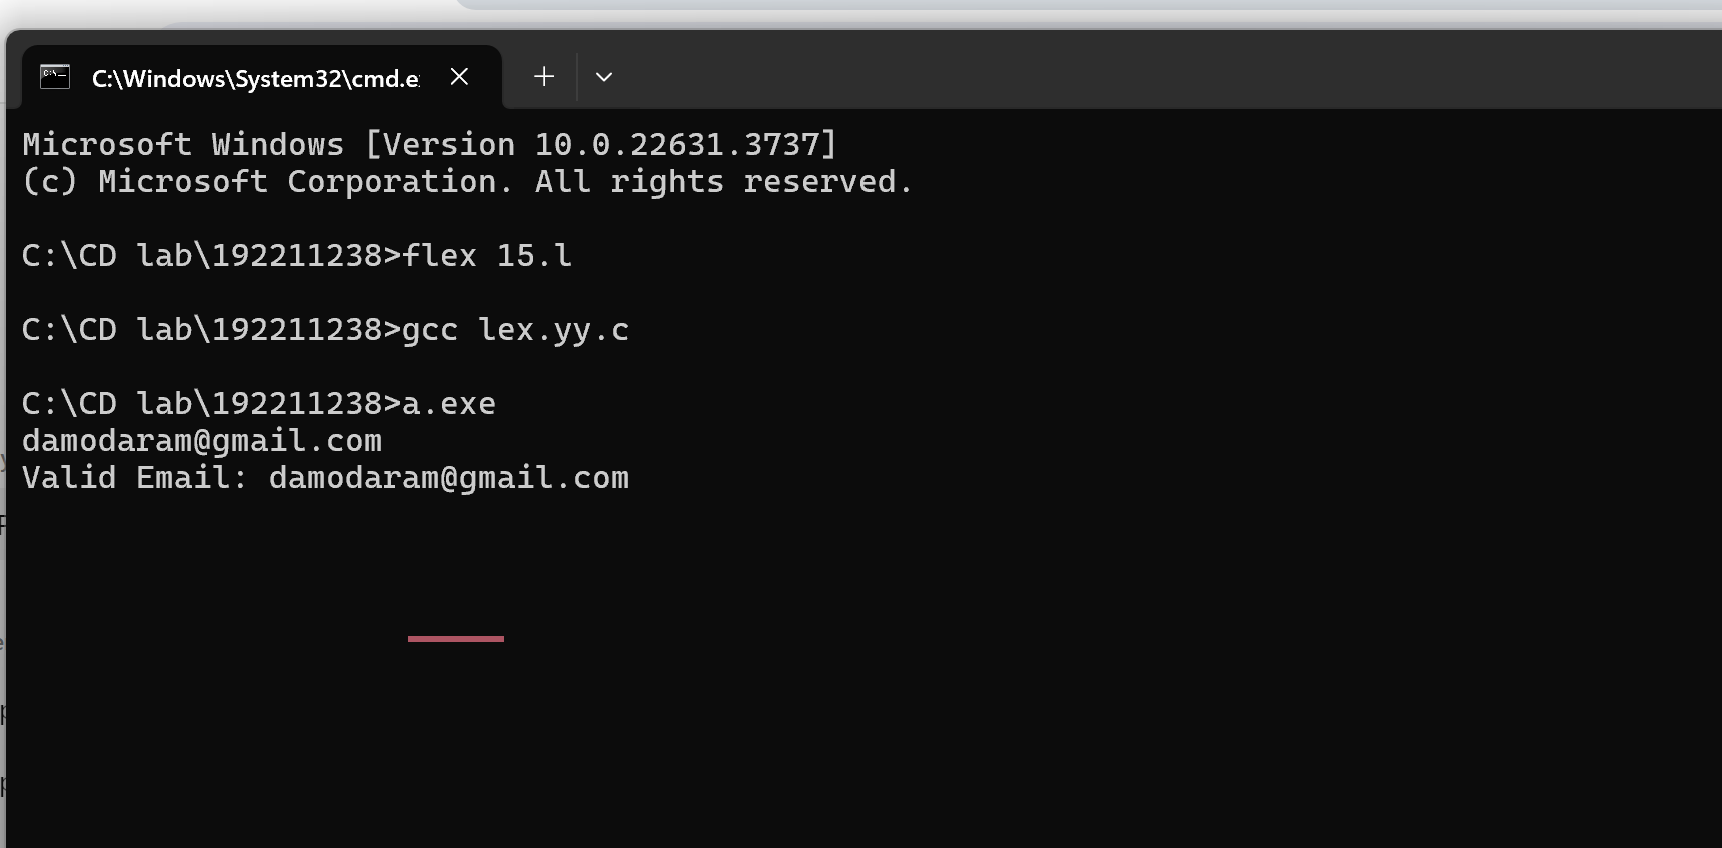 C:\Windows\System32\cmd.e
Microsoft Windows [Version 10.0.22631.3737]
(c) Microsoft Corporation. All rights reserved.
C:\CD lab\192211238>flex 15.l
C:\CD lab\192211238>gcc lex.yy.c
C:\CD lab\192211238>a.exe
damodaram@gmail.com
Valid Email: damodaram@gmail.com